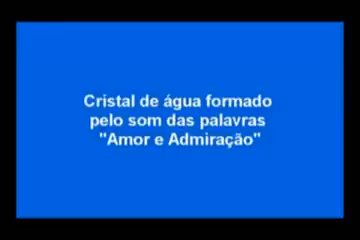 Cristal de água formado
pelo som das palavras
"Amor e Admiração"